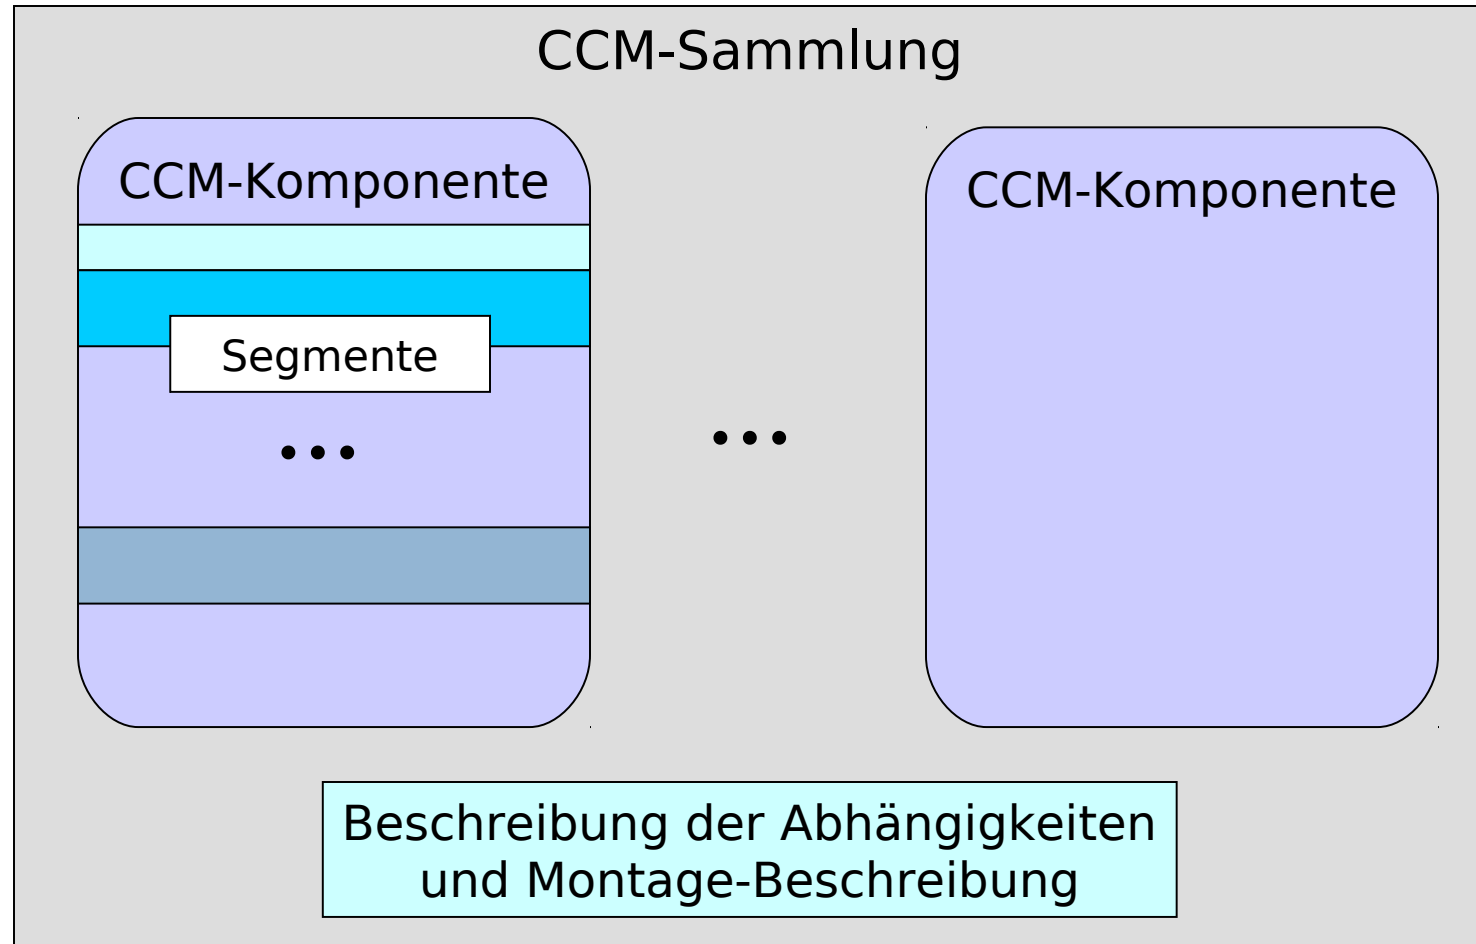 CCM-Sammlung
CCM-Komponente
Segmente
...
...
CCM-Komponente
Beschreibung der Abhängigkeiten
und Montage-Beschreibung